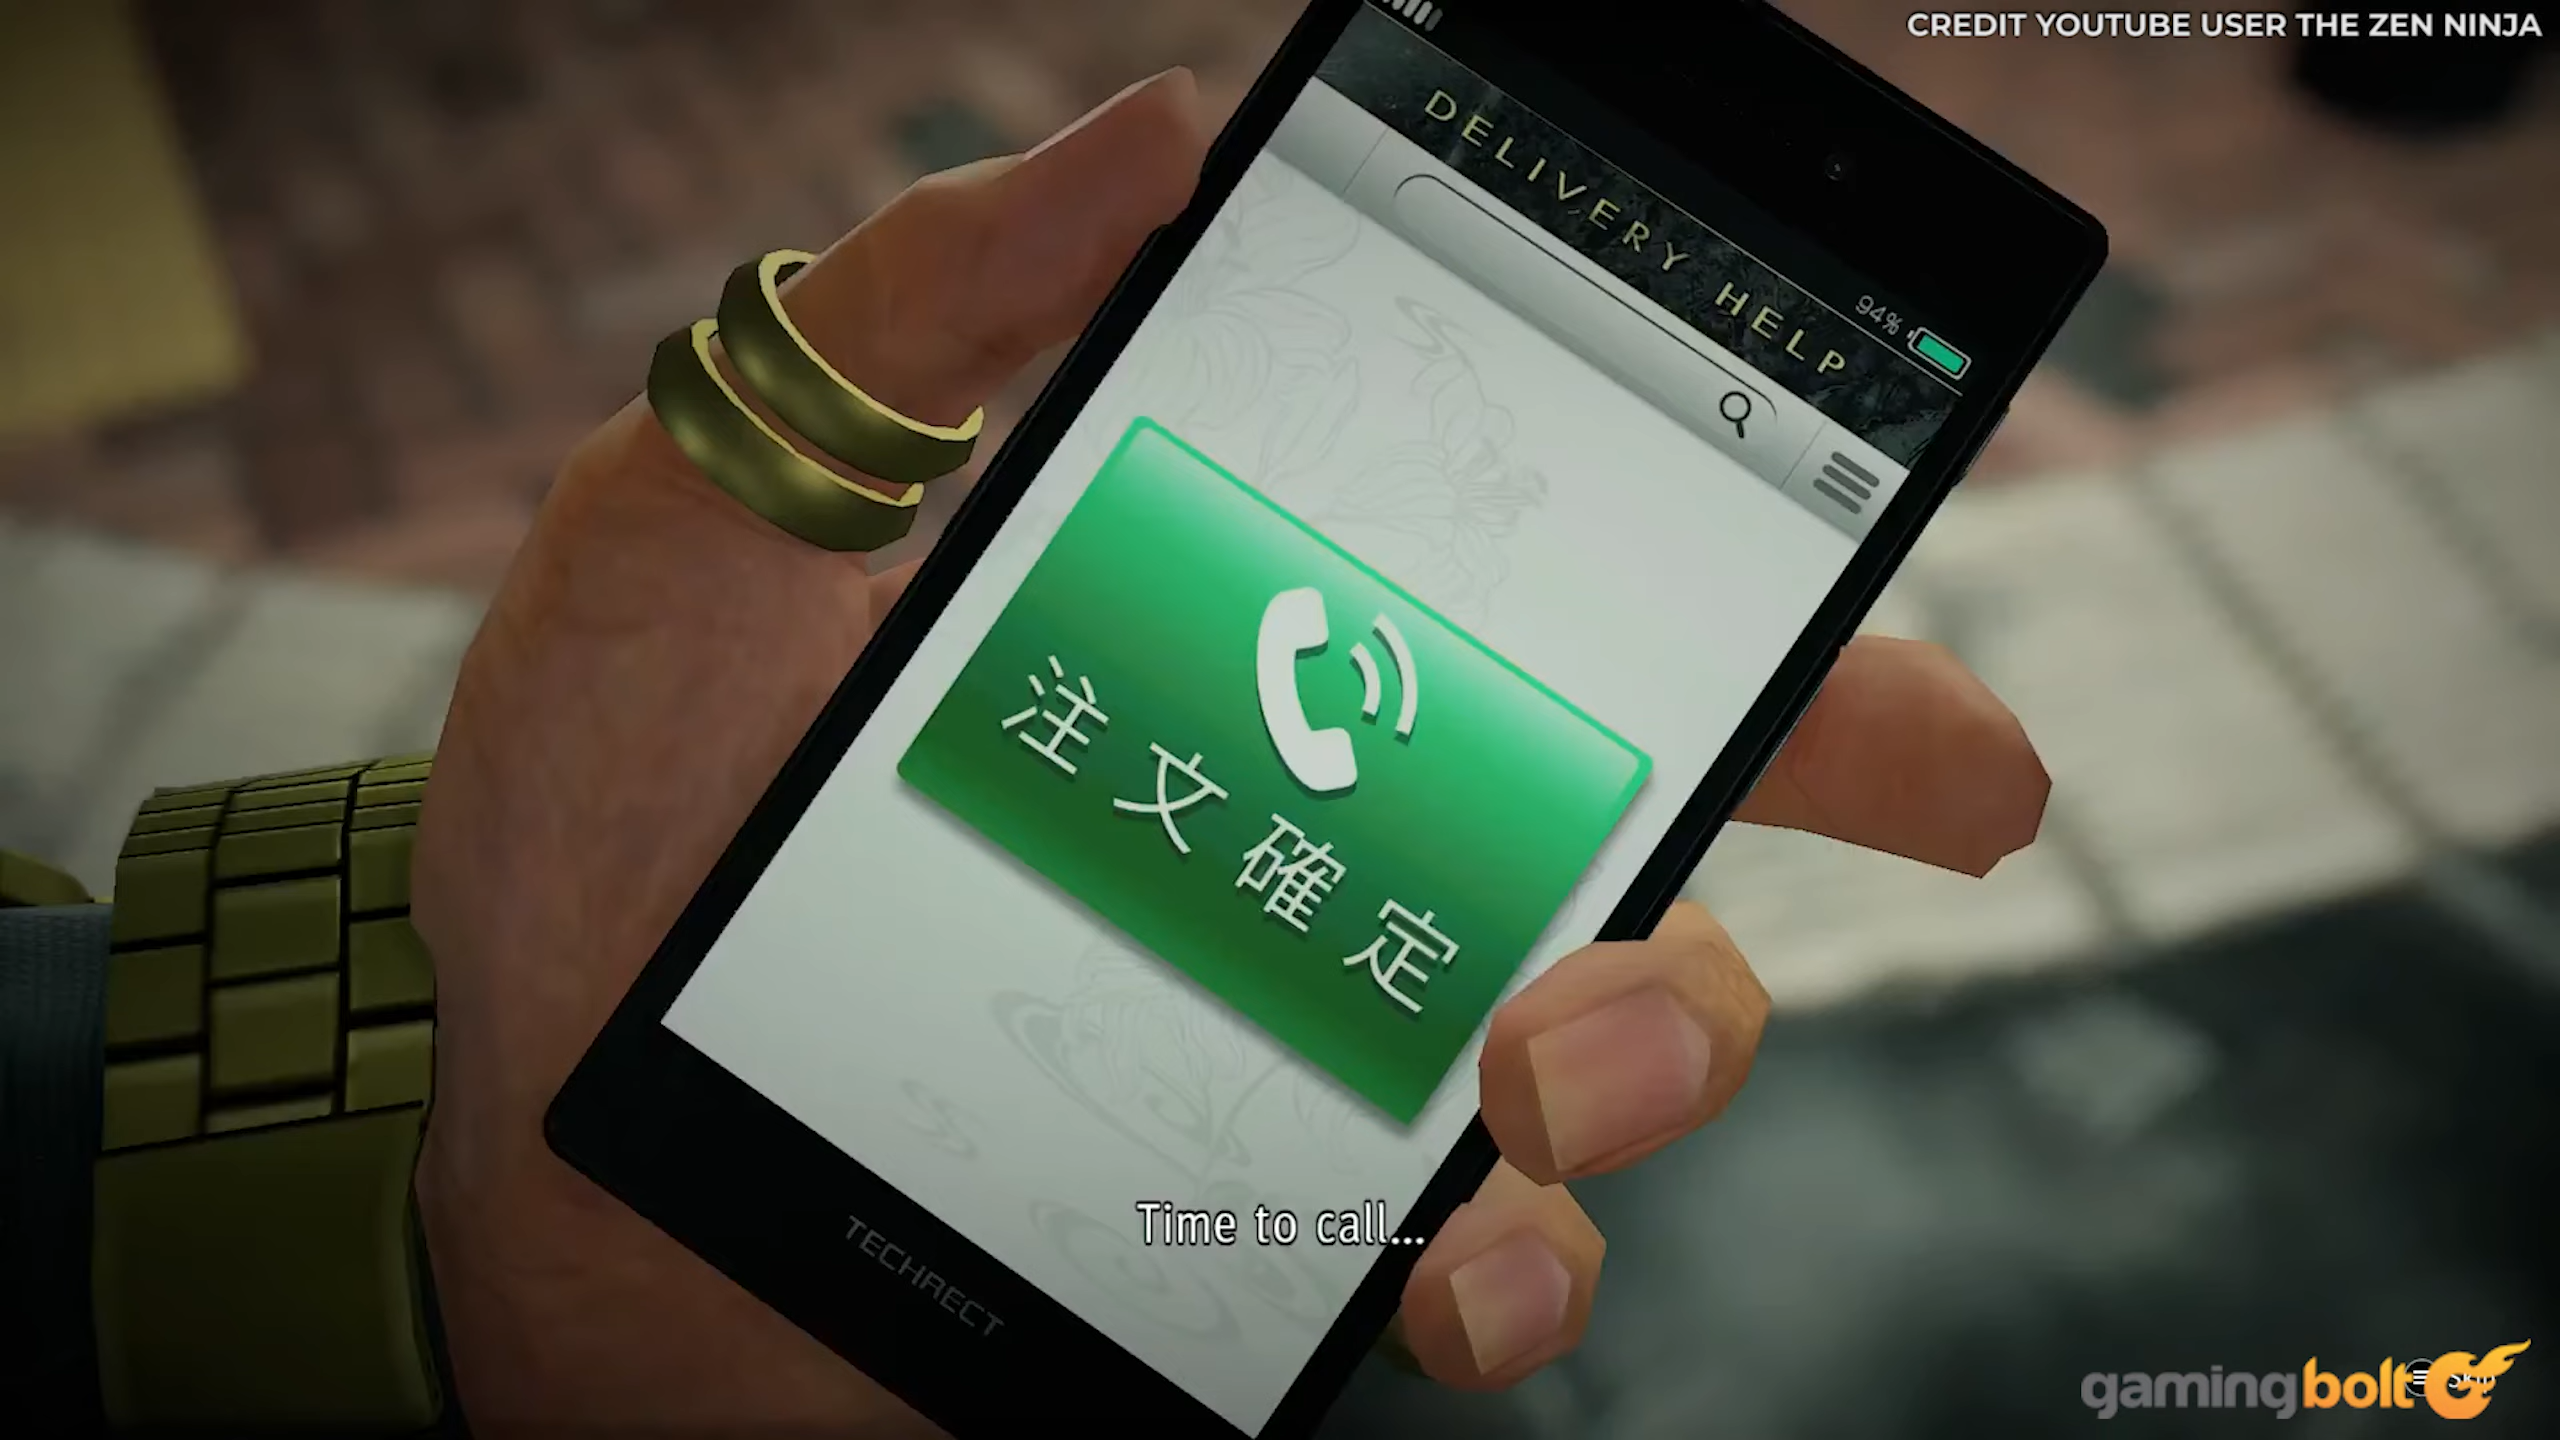 CREDIT YOUTUBE USER THE ZEN NINJA
DELIVERY HELP
94%
注文確定
Time to call...
TECHRECT
gamingbolt